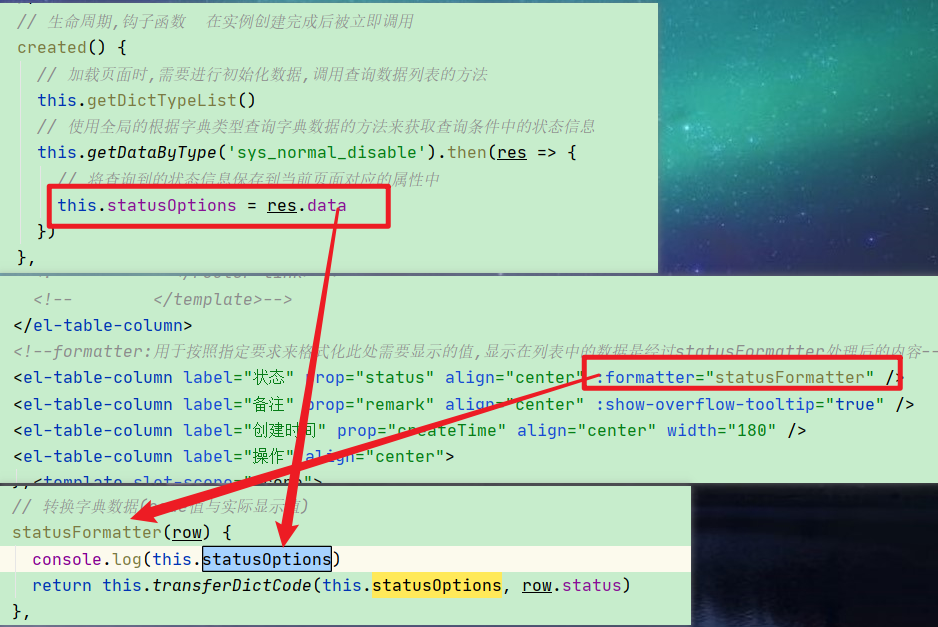 // 生命周期,钩子函数  在实例创建完成后被立即调用
created() {
// 加载页面时,需要进行初始化数据,调用查询数据列表的方法
this.getDictTypeList()
// 使用全局的根据字典类型查询字典数据的方法来获取查询条件中的状态信息
this.getDataByType('sys_normal_disable').then(res => {
// 将查询到的状态信息保存到当前页面对应的属性中
this.statusOptions = res.data
})
},
<!--        </template>-->
</el-table-column>
<!--formatter:用于按照指定要求来格式化此处需要显示的值,显示在列表中的数据是经过statusFormatter处理后的内容--
<el-table-column label="状态" prop="status" align="center" :formatter="statusFormatter" />
<el-table-column label="备注" prop="remark" align="center" :show-overflow-tooltip="true" />
<el-table-column label="创建时间" prop="createTime" align="center" width="180" />
<el-table-column label="操作" align="center">
// 转换字典数据 值与实际显示值)
statusFormatter(row) {
console.log(this.statusOptions)
return this.transferDictCode(this.statusOptions, row.status)
},